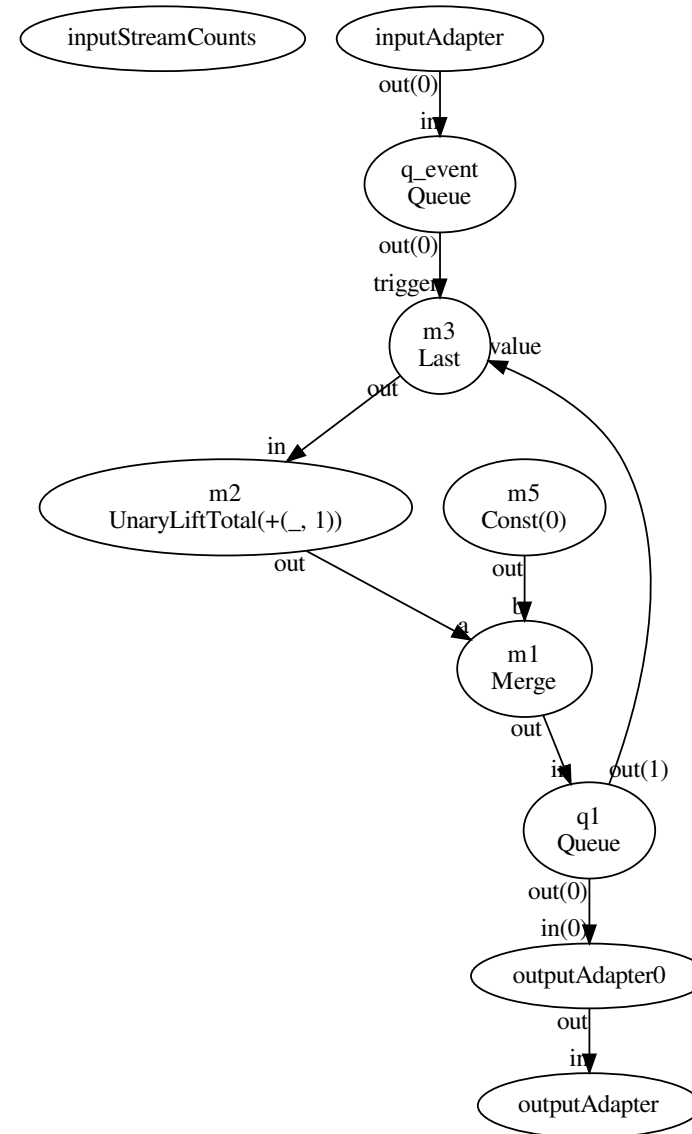 inputStreamCounts
inputAdapter
out(0)
in
q_event
Queue
out(0)
trigger
m3
Last
value
out
in
m2
UnaryLiftTotal(+(_, 1))
m5
Const(0)
out
out
b
a
m1
Merge
out
in
out(1)
q1
Queue
out(0)
in(0)
outputAdapter0
out
in
outputAdapter